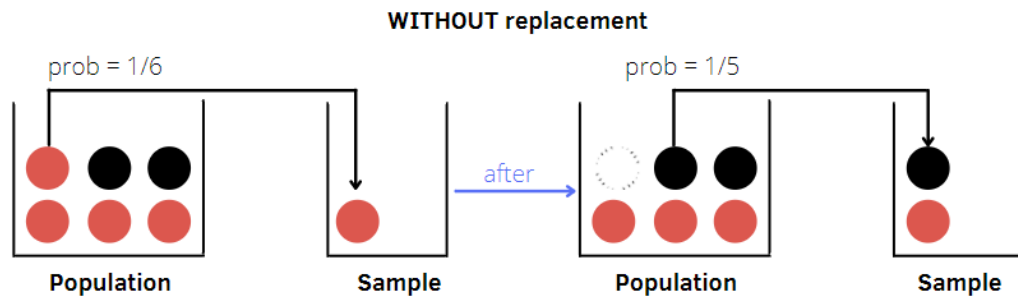 WITHOUT replacement
prob = 1/6
prob = 1/5
after
Population
Sample
Population
Sample